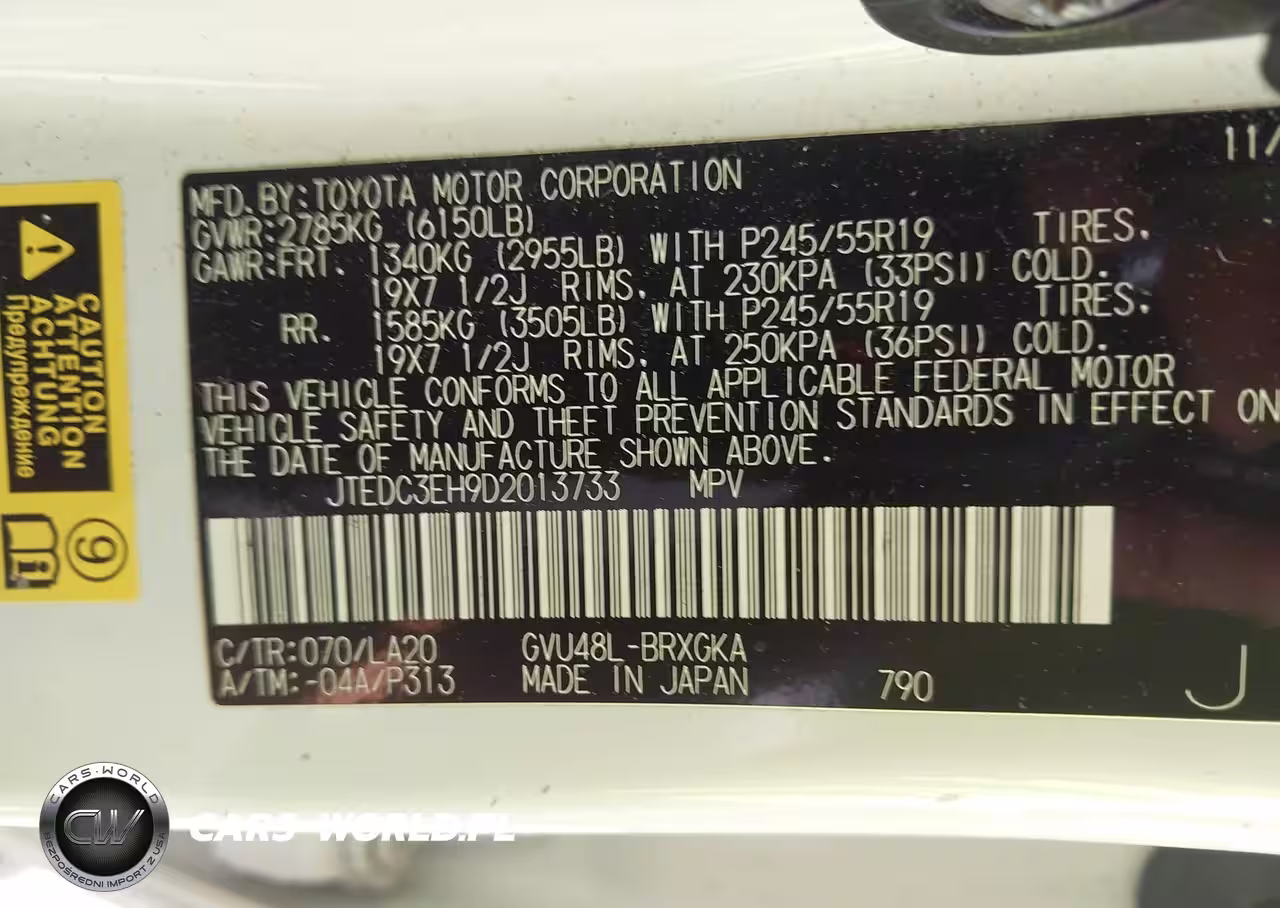 11/
MFD. BY: TOYOTA MOTOR CORPORATION
GVWR: 2785KG (6150LB)
GAWR: FRT. 1340KG (2955LB) WITH P245/55R19 TIRES.
19X7 1/2J RIMS, AT 230KPA (33PSI) COLD.
RR. 1585KG (3505LB) WITH P245/55R19 TIRES.
19X7 1/2J RIMS, AT 250KPA (36PSI) COLD.
THIS VEHICLE CONFORMS TO ALL APPLICABLE FEDERAL MOTOR
VEHICLE SAFETY AND THEFT PREVENTION STANDARDS IN EFFECT ON
THE DATE OF MANUFACTURE SHOWN ABOVE.
JTEDC3EH9D2013733 MPV
C/TR: 070/LA20 GVU48L-BRXGKA
A/TM: -04A/P313 MADE IN JAPAN 790 J
CAUTION
ATTENTION
ACHTUNG
Предупреждение
9
CARS-WORLD
CW
BEZPOŚREDNI IMPORT Z USA
CARS-WORLD.PL